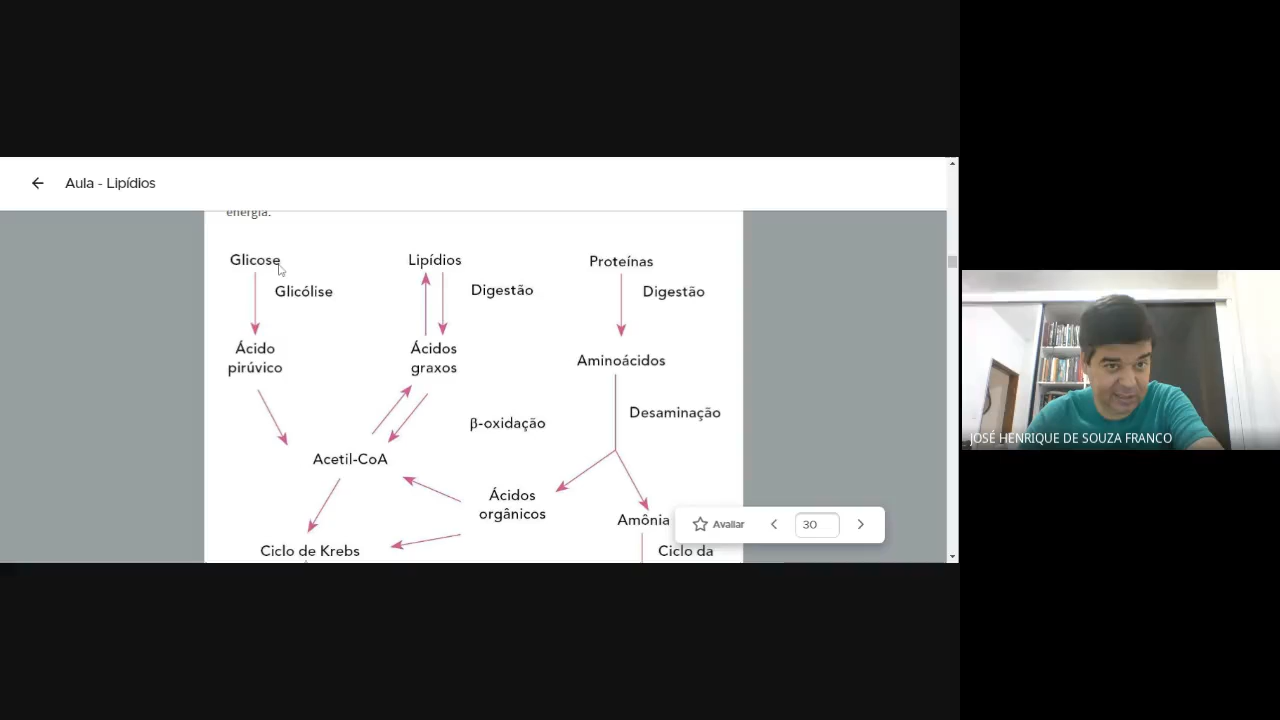 Aula - Lipídios
energia.
Glicose
Lipídios
Proteínas
Glicólise
Digestão
Digestão
Ácido
pirúvico
Ácidos
graxos
Aminoácidos
β-oxidação
Desaminação
Acetil-CoA
Ácidos
orgânicos
Amônia
Avaliar
30
Ciclo de Krebs
Ciclo da
JOSÉ HENRIQUE DE SOUZA FRANCO